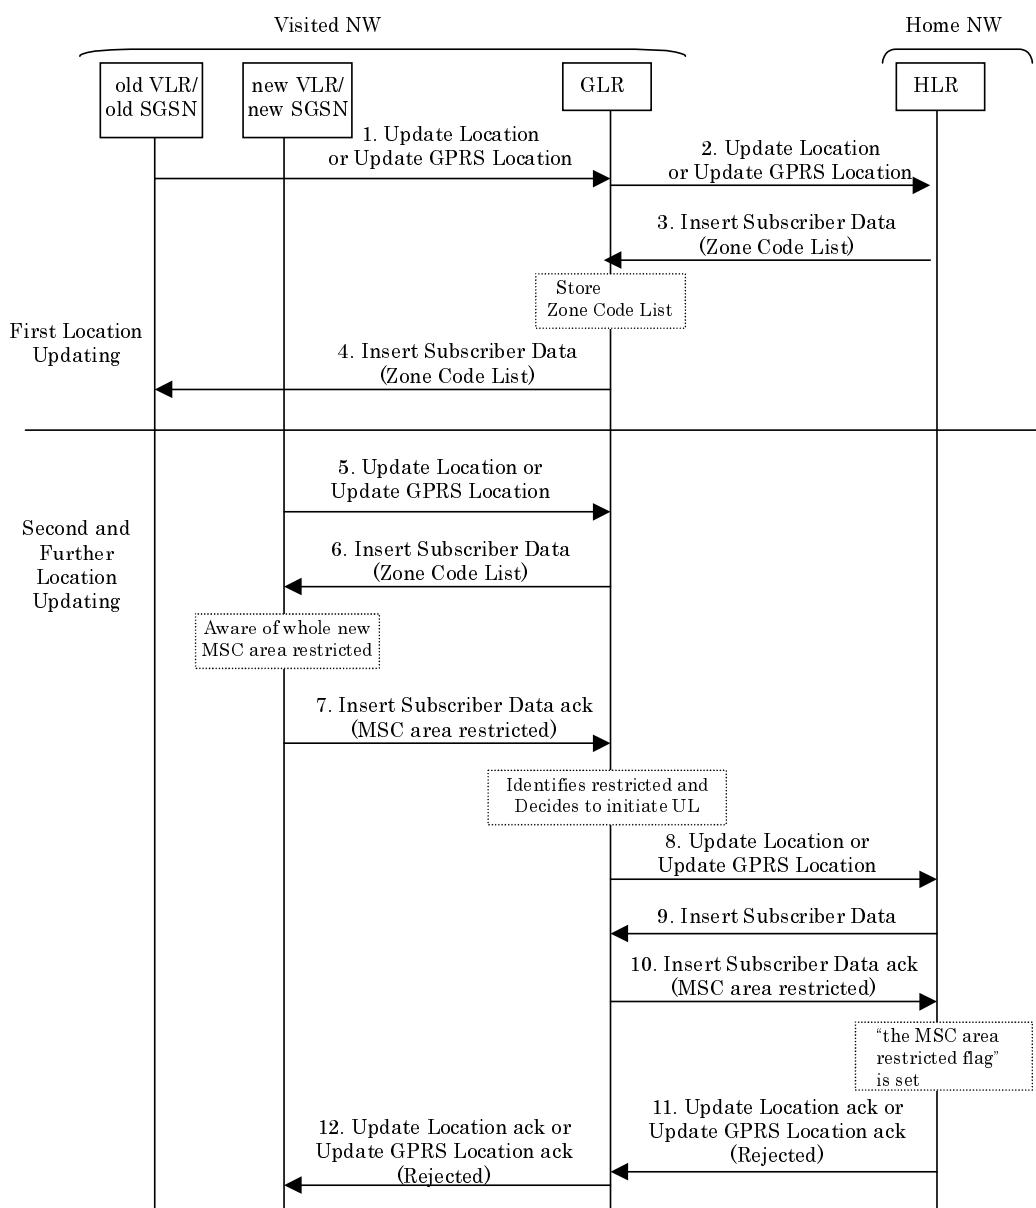 Visited NW
Home NW
old VLR/
old SGSN
new VLR/
new SGSN
GLR
HLR
1. Update Location
or Update GPRS Location
2. Update Location
or Update GPRS Location
3. Insert Subscriber Data
(Zone Code List)
Store
Zone Code List
First Location
Updating
4. Insert Subscriber Data
(Zone Code List)
5. Update Location or
Update GPRS Location
Second and
Further
Location
Updating
6. Insert Subscriber Data
(Zone Code List)
Aware of whole new
MSC area restricted
7. Insert Subscriber Data ack
(MSC area restricted)
Identifies restricted and
Decides to initiate UL
8. Update Location or
Update GPRS Location
9. Insert Subscriber Data
10. Insert Subscriber Data ack
(MSC area restricted)
“the MSC area
restricted flag”
is set
11. Update Location ack or
Update GPRS Location ack
(Rejected)
12. Update Location ack or
Update GPRS Location ack
(Rejected)